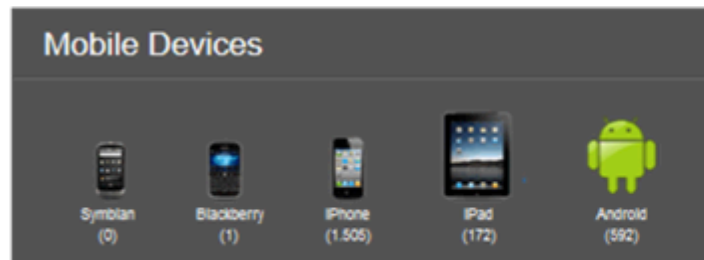 Mobile Devices
Symbian Blackberry iPhone iPad Android
(0) (1) (1.505) (172) (592)